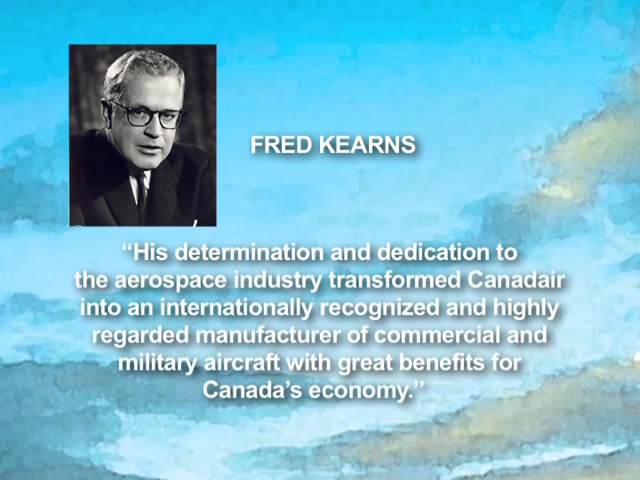 FRED KEARNS
“His determination and dedication to
the aerospace industry transformed Canadair
into an internationally recognized and highly
regarded manufacturer of commercial and
military aircraft with great benefits for
Canada’s economy.”